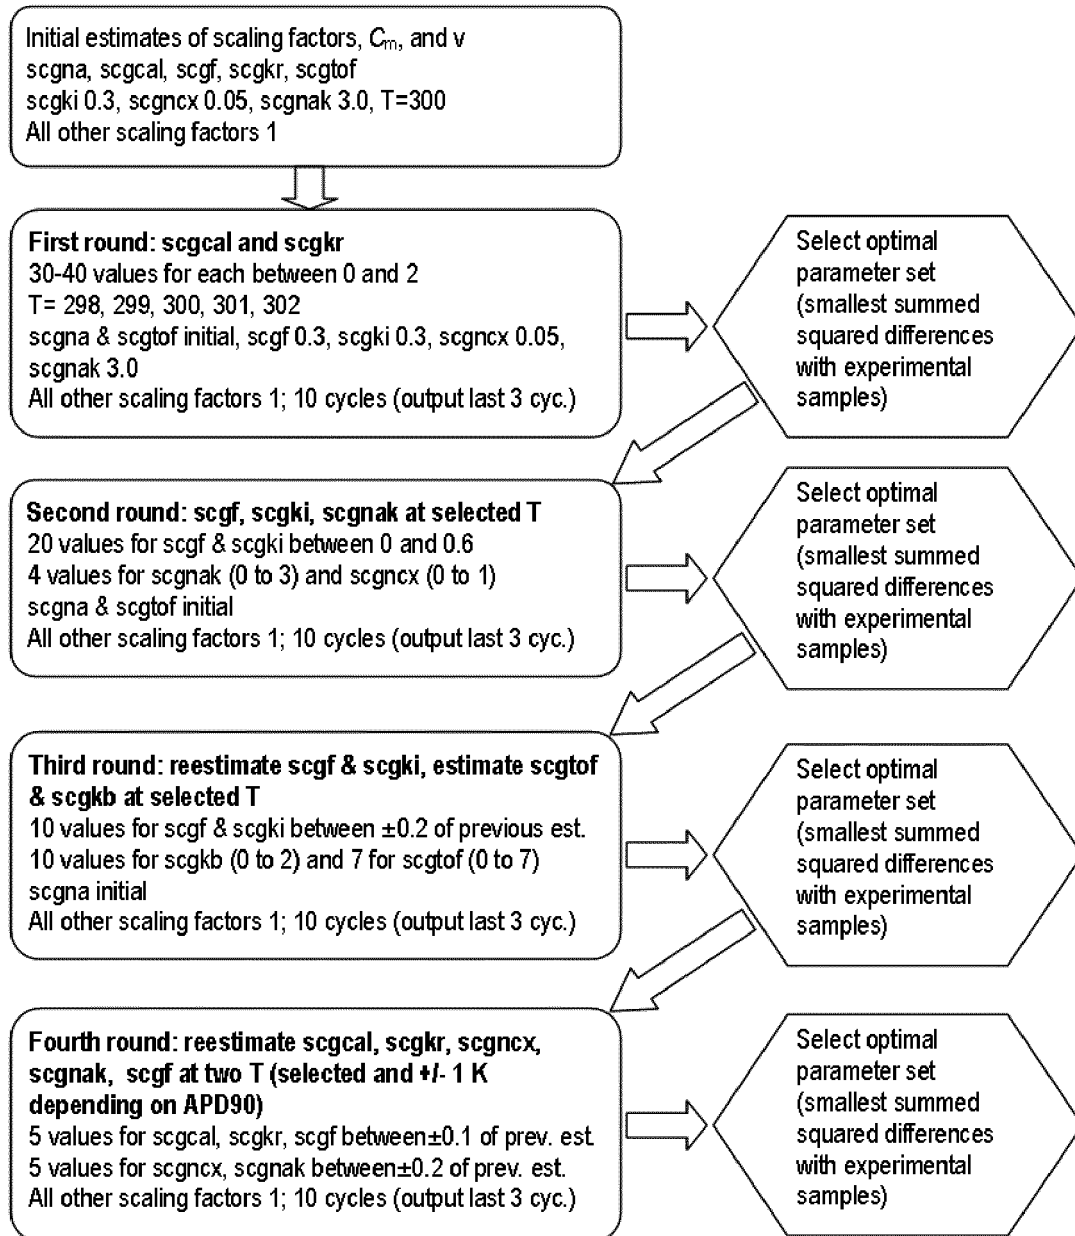 Initial estimates of scaling factors, Cm, and v
scgna, scgcal, scgf, scgkr, scgtof
scgki 0.3, scgncx 0.05, scgnak 3.0, T=300
All other scaling factors 1
First round: scgcal and scgkr
30-40 values for each between 0 and 2
T= 298, 299, 300, 301, 302
scgna & scgtof initial, scgf 0.3, scgki 0.3, scgncx 0.05,
scgnak 3.0
All other scaling factors 1; 10 cycles (output last 3 cyc.)
Select optimal
parameter set
(smallest summed
squared differences
with experimental
samples)
Second round: scgf, scgki, scgnak at selected T
20 values for scgf & scgki between 0 and 0.6
4 values for scgnak (0 to 3) and scgncx (0 to 1)
scgna & scgtof initial
All other scaling factors 1; 10 cycles (output last 3 cyc.)
Select optimal
parameter set
(smallest summed
squared differences
with experimental
samples)
Third round: reestimate scgf & scgki, estimate scgtof
& scgkb at selected T
10 values for scgf & scgki between ±0.2 of previous est.
10 values for scgkb (0 to 2) and 7 for scgtof (0 to 7)
scgna initial
All other scaling factors 1; 10 cycles (output last 3 cyc.)
Select optimal
parameter set
(smallest summed
squared differences
with experimental
samples)
Fourth round: reestimate scgcal, scgkr, scgncx,
scgnak, scgf at two T (selected and +/- 1 K
depending on APD90)
5 values for scgcal, scgkr, scgf between±0.1 of prev. est.
5 values for scgncx, scgnak between±0.2 of prev. est.
All other scaling factors 1; 10 cycles (output last 3 cyc.)
Select optimal
parameter set
(smallest summed
squared differences
with experimental
samples)